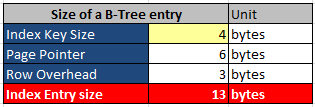 Size of a B-Tree entry Unit
Index Key Size 4 bytes
Page Pointer 6 bytes
Row Overhead 3 bytes
Index Entry size 13 bytes